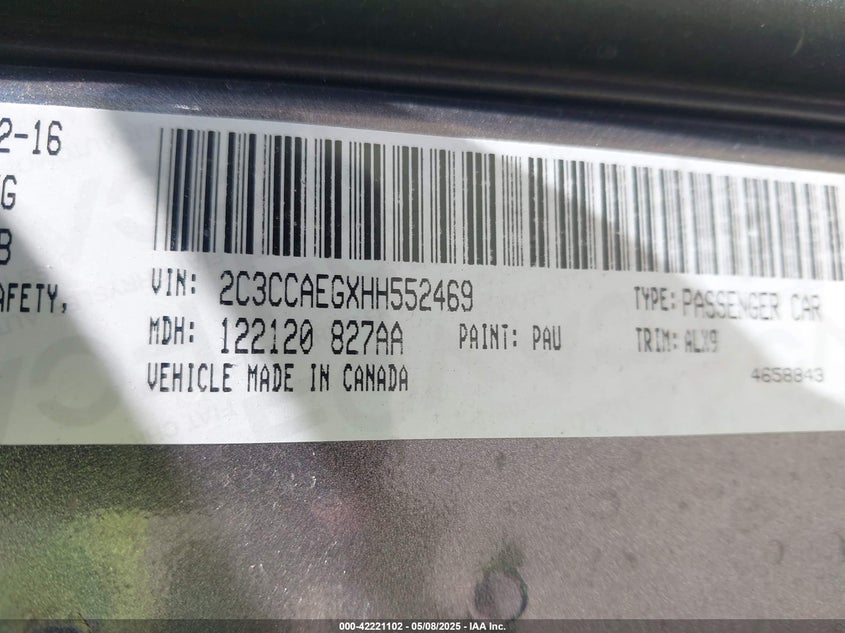 2-16
G
B
AFETY,
VIN: 2C3CCAEGXHH552469
TYPE: PASSENGER CAR
MDH: 122120 827AA
PAINT: PAU
TRIM: ALX9
VEHICLE MADE IN CANADA
4658843
000-42221102 - 05/08/2025 - IAA Inc.